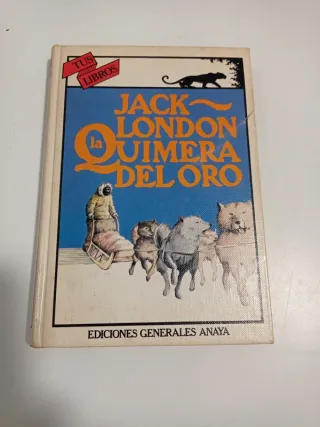 TUS
LIBROS
JACK
LONDON
la QUIMERA
DEL ORO
EDICIONES GENERALES ANAYA